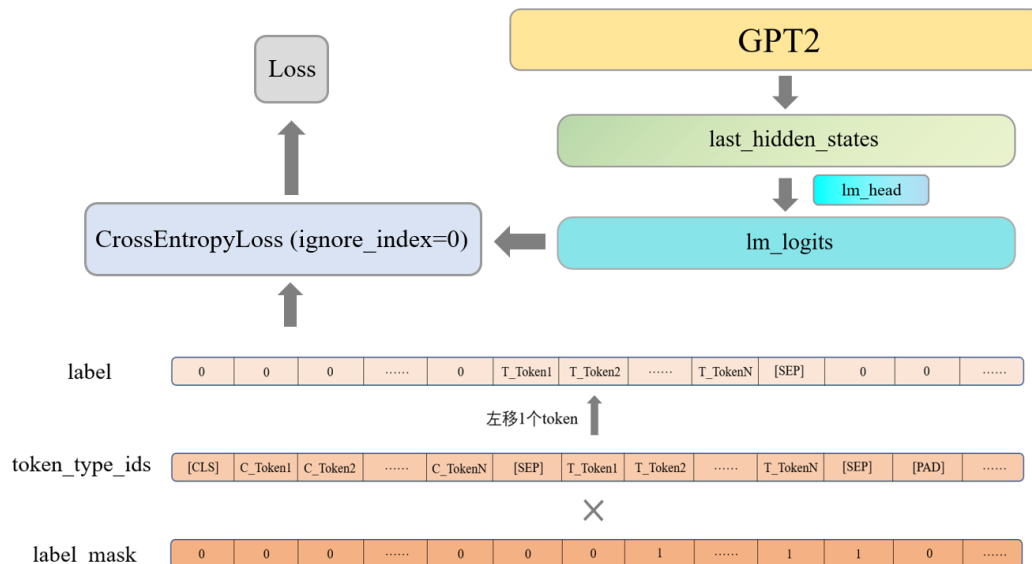 GPT2
Loss
last_hidden_states
lm_head
CrossEntropyLoss (ignore_index=0)
lm_logits
label 0 0 0 ...... 0 T_Token1 T_Token2 ...... T_TokenN [SEP] 0 0 ......
左移1个token
token_type_ids [CLS] C_Token1 C_Token2 ...... C_TokenN [SEP] T_Token1 T_Token2 ...... T_TokenN [SEP] [PAD] ......
×
label_mask 0 0 0 ...... 0 0 0 1 ...... 1 1 0 ......